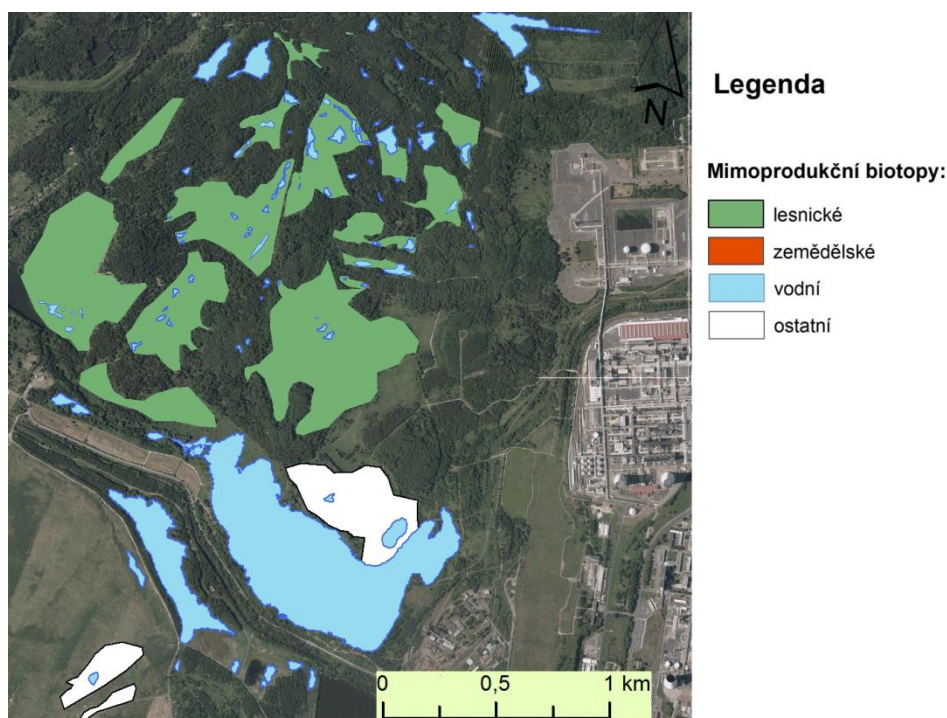 N
Legenda
Mimoprodukční biotopy:
lesnické
zemědělské
vodní
ostatní
0 0,5 1 km